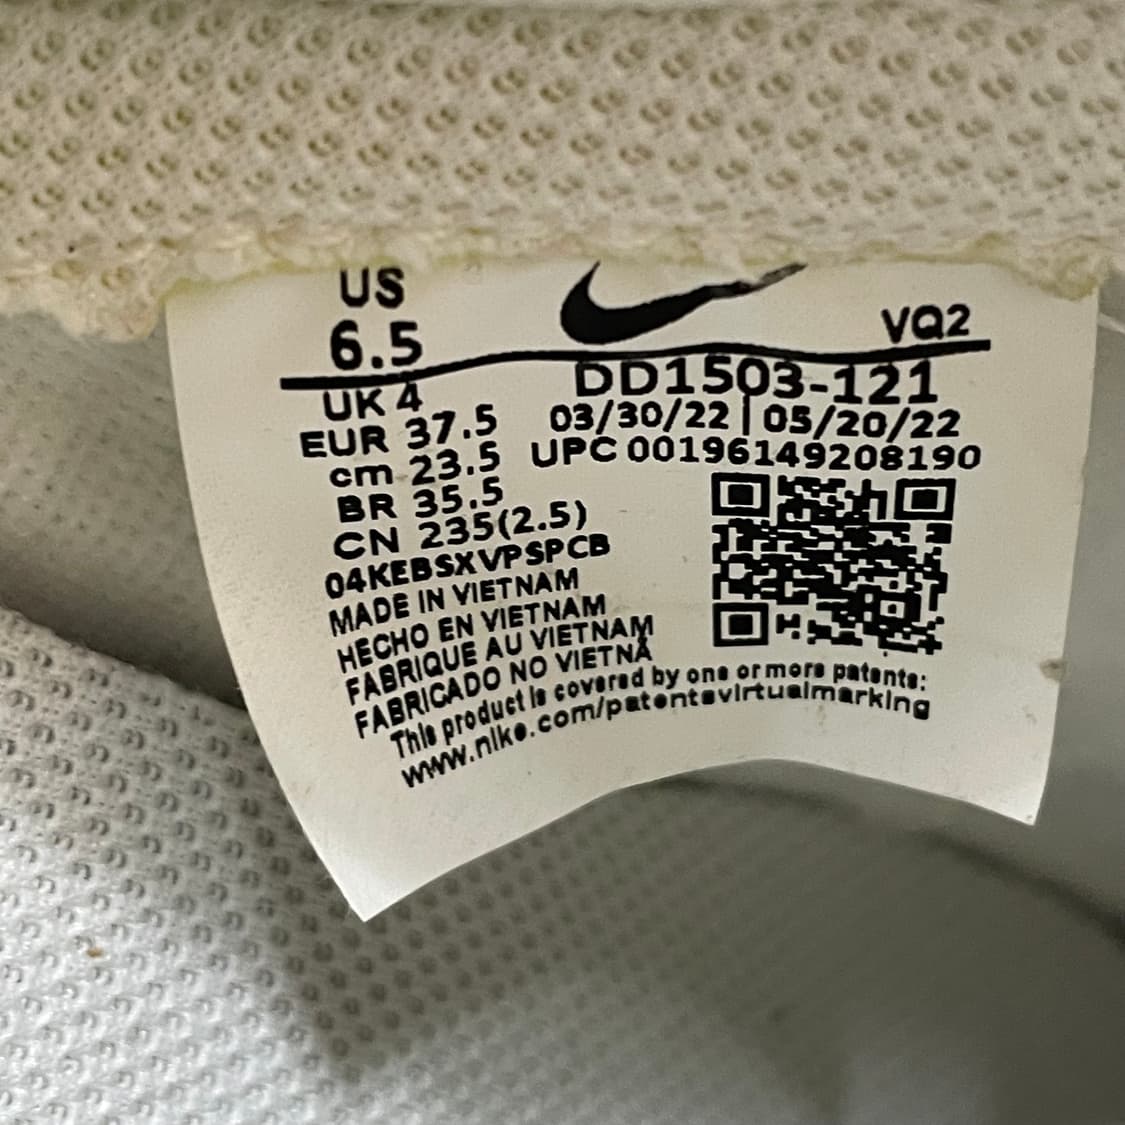 US
6.5
VQ2
UK 4
DD1503-121
EUR 37.5
03/30/22 | 05/20/22
cm 23.5
UPC 00196149208190
BR 35.5
CN 235(2.5)
04KEBSXVPSPCB
MADE IN VIETNAM
HECHO EN VIETNAM
FABRIQUE AU VIETNAM
FABRICADO NO VIETNÃ
This product is covered by one or more patents:
www.nike.com/patentsvirtualmarking